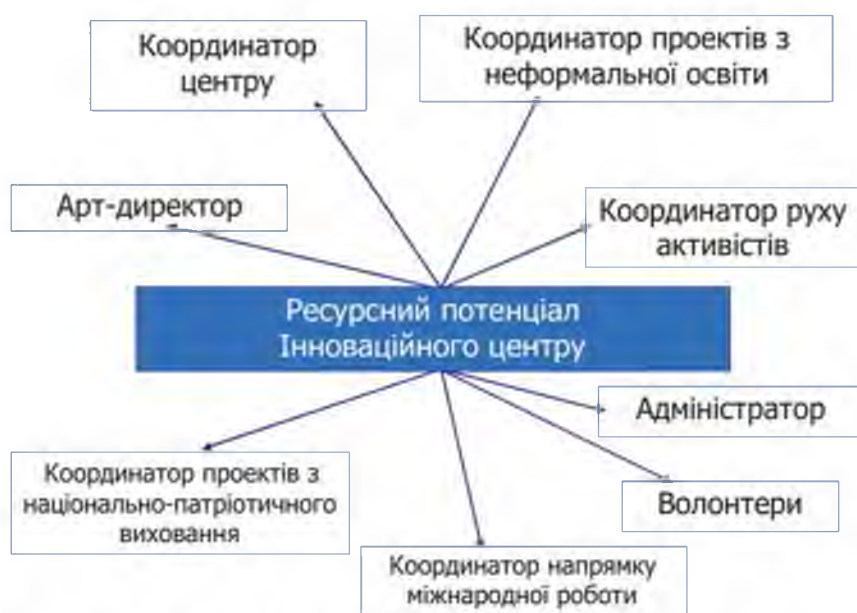 Координатор
центру
Координатор проектів з
неформальної освіти
Арт-директор
Координатор руху
активістів
Ресурсний потенціал
Інноваційного центру
Адміністратор
Координатор проектів з
національно-патріотичного
виховання
Волонтери
Координатор напрямку
міжнародної роботи